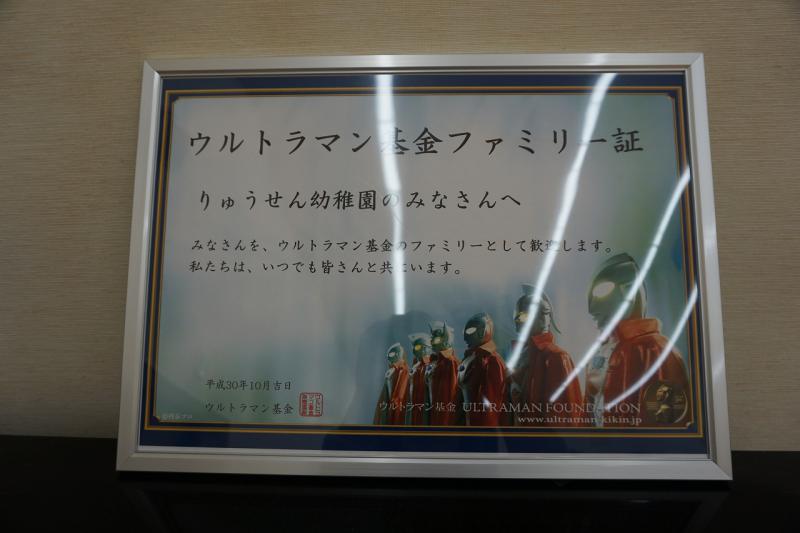 ウルトラマン基金ファミリー証
りゅうせん幼稚園のみなさんへ
みなさんを、ウルトラマン基金のファミリーとして歓迎します。
私たちは、いつでも皆さんと共にいます。
平成30年10月吉日
ウルトラマン基金
ウルトラマン基金 ULTRAMAN FOUNDATION
www.ultraman-kikin.jp